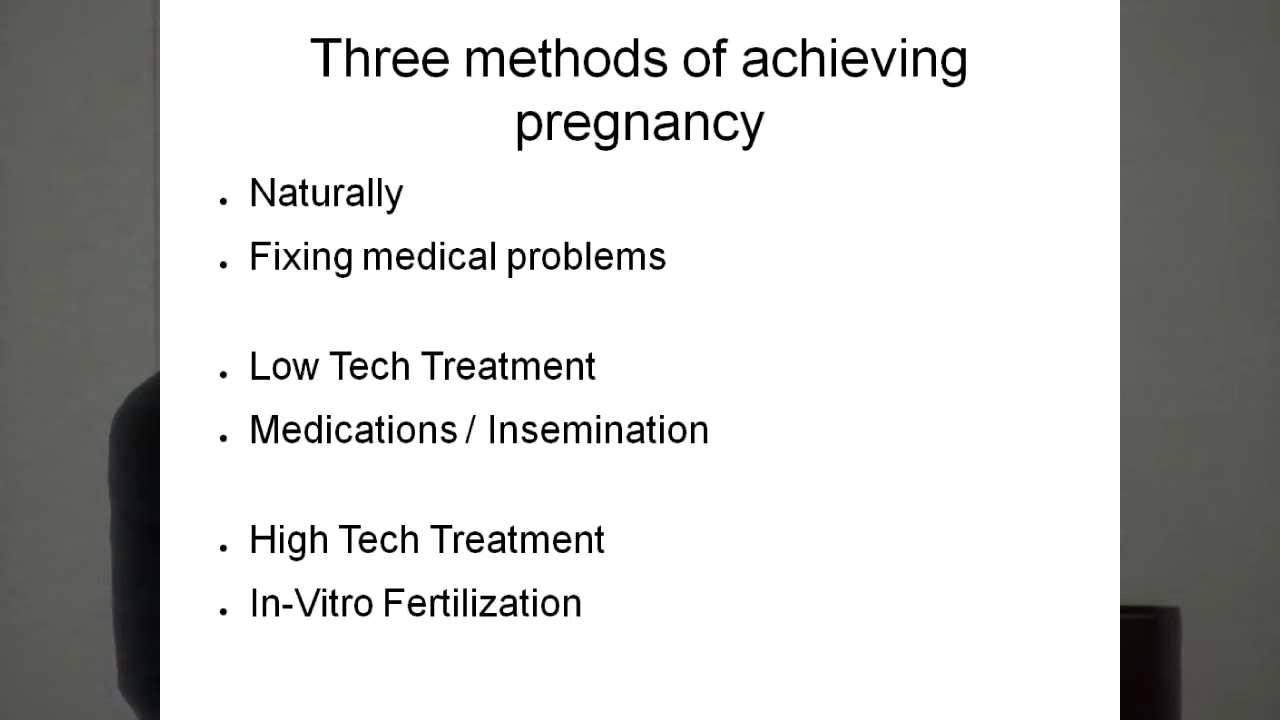 Three methods of achieving
pregnancy
• Naturally
• Fixing medical problems
• Low Tech Treatment
• Medications / Insemination
• High Tech Treatment
• In-Vitro Fertilization